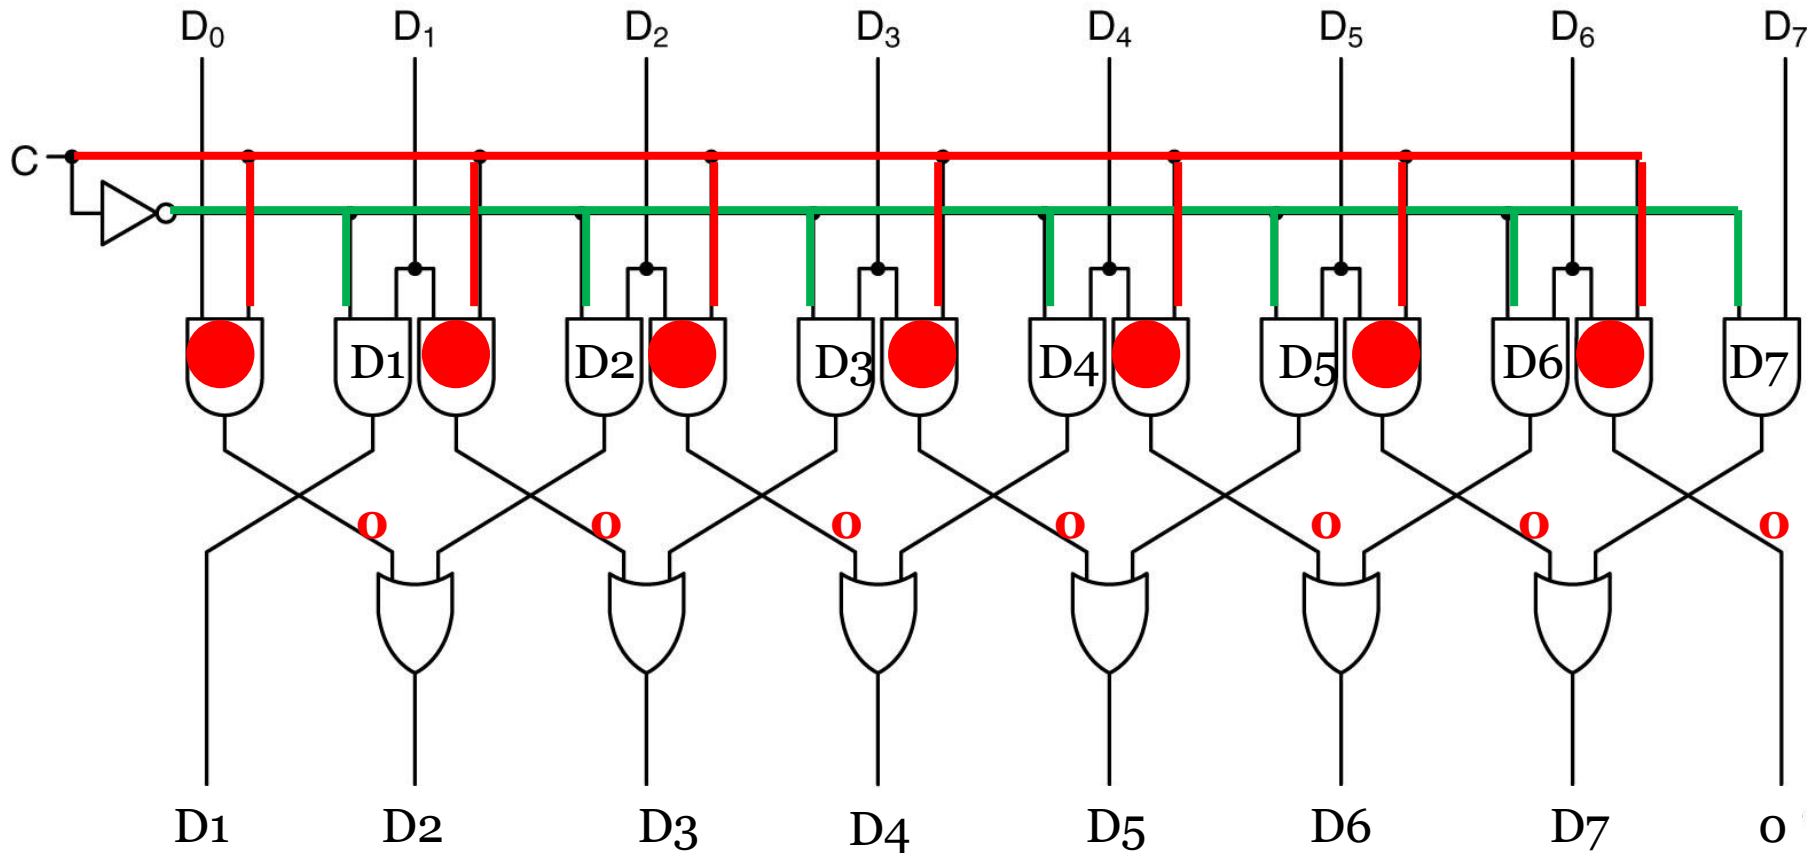 D₀ D₁ D₂ D₃ D₄ D₅ D₆ D₇
C
D1 D2 D3 D4 D5 D6 D7
0 0 0 0 0 0 0
D1 D2 D3 D4 D5 D6 D7 0